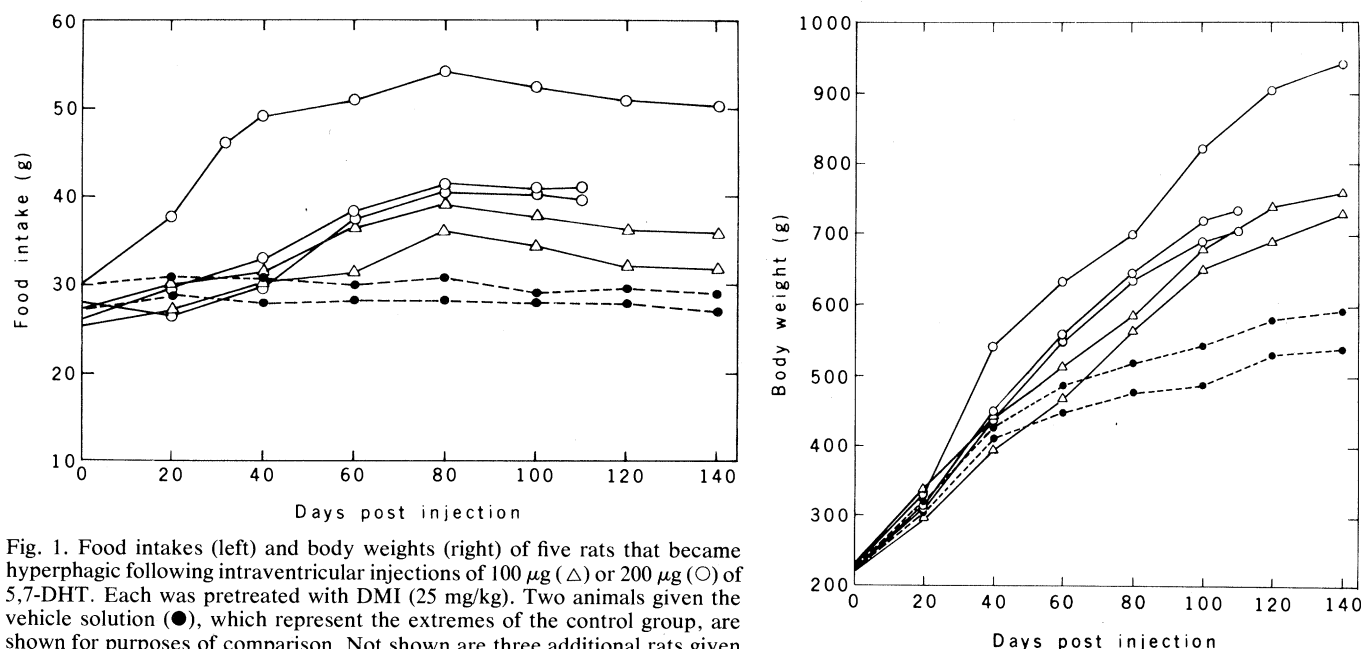 60
50
40
30
20
10
Food intake (g)
0 20 40 60 80 100 120 140
Days post injection
1000
900
800
700
600
500
400
300
200
Body weight (g)
0 20 40 60 80 100 120 140
Days post injection
Fig. 1. Food intakes (left) and body weights (right) of five rats that became
hyperphagic following intraventricular injections of 100 μg (△) or 200 μg (○) of
5,7-DHT. Each was pretreated with DMI (25 mg/kg). Two animals given the
vehicle solution (●), which represent the extremes of the control group, are
shown for purposes of comparison. Not shown are three additional rats given